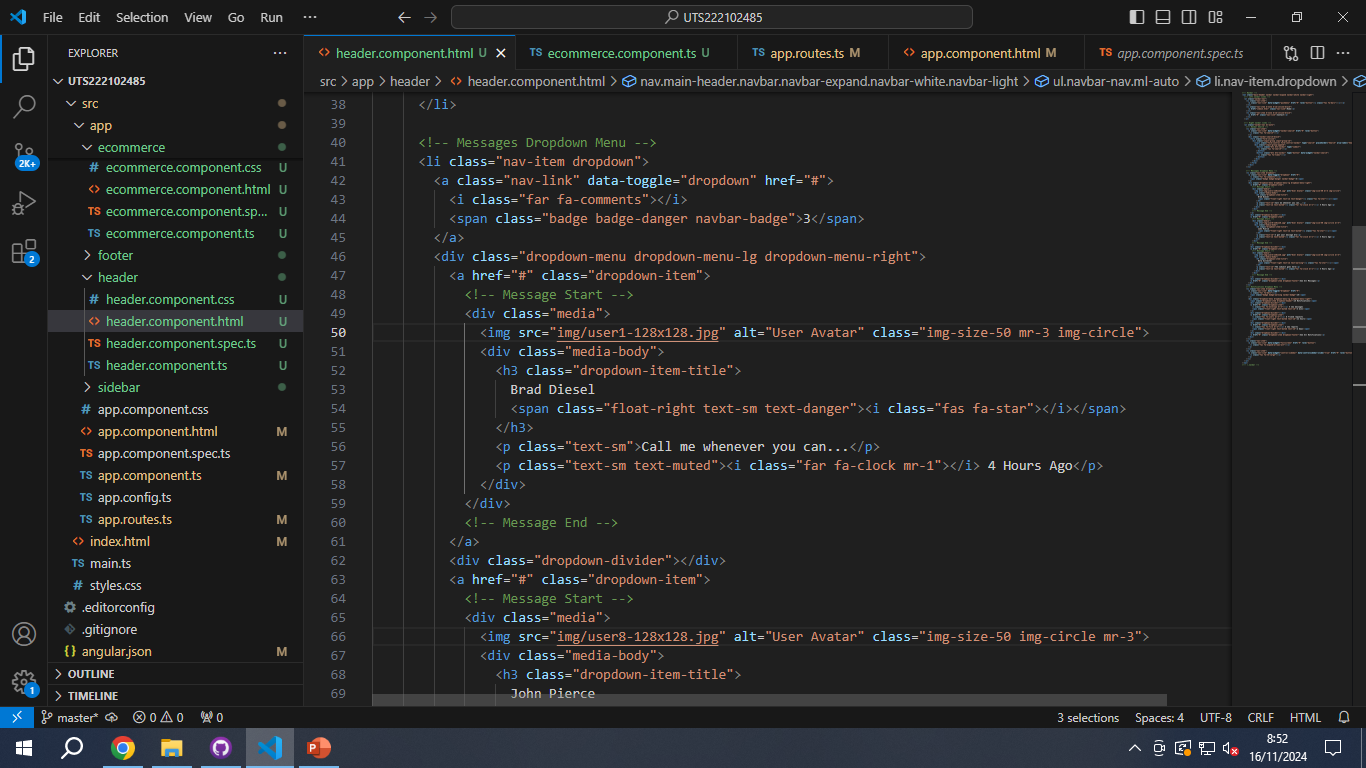 File Edit Selection View Go Run ···
UTS222102485
EXPLORER
header.component.html U
ecommerce.component.ts U
app.routes.ts M
app.component.html M
app.component.spec.ts
src > app > header > header.component.html > nav.main-header.navbar.navbar-expand.navbar-white.navbar-light > ul.navbar-nav.ml-auto > li.nav-item.dropdown >
UTS222102485
src
app
ecommerce
ecommerce.component.css U
ecommerce.component.html U
ecommerce.component.sp... U
ecommerce.component.ts U
footer
header
header.component.css U
header.component.html U
header.component.spec.ts U
header.component.ts U
sidebar
app.component.css
app.component.html M
app.component.spec.ts
app.component.ts M
app.config.ts
app.routes.ts M
index.html M
main.ts
styles.css
.editorconfig
.gitignore
angular.json M
OUTLINE
TIMELINE
2K+
2
1
38 </li>
39
40 <!-- Messages Dropdown Menu -->
41 <li class="nav-item dropdown">
42 <a class="nav-link" data-toggle="dropdown" href="#">
43 <i class="far fa-comments"></i>
44 <span class="badge badge-danger navbar-badge">3</span>
45 </a>
46 <div class="dropdown-menu dropdown-menu-lg dropdown-menu-right">
47 <a href="#" class="dropdown-item">
48 <!-- Message Start -->
49 <div class="media">
50 <img src="img/user1-128x128.jpg" alt="User Avatar" class="img-size-50 mr-3 img-circle">
51 <div class="media-body">
52 <h3 class="dropdown-item-title">
53 Brad Diesel
54 <span class="float-right text-sm text-danger"><i class="fas fa-star"></i></span>
55 </h3>
56 <p class="text-sm">Call me whenever you can...</p>
57 <p class="text-sm text-muted"><i class="far fa-clock mr-1"></i> 4 Hours Ago</p>
58 </div>
59 </div>
60 <!-- Message End -->
61 </a>
62 <div class="dropdown-divider"></div>
63 <a href="#" class="dropdown-item">
64 <!-- Message Start -->
65 <div class="media">
66 <img src="img/user8-128x128.jpg" alt="User Avatar" class="img-size-50 img-circle mr-3">
67 <div class="media-body">
68 <h3 class="dropdown-item-title">
69 John Pierce
master* 0 0 0
3 selections Spaces: 4 UTF-8 CRLF HTML
8:52
16/11/2024